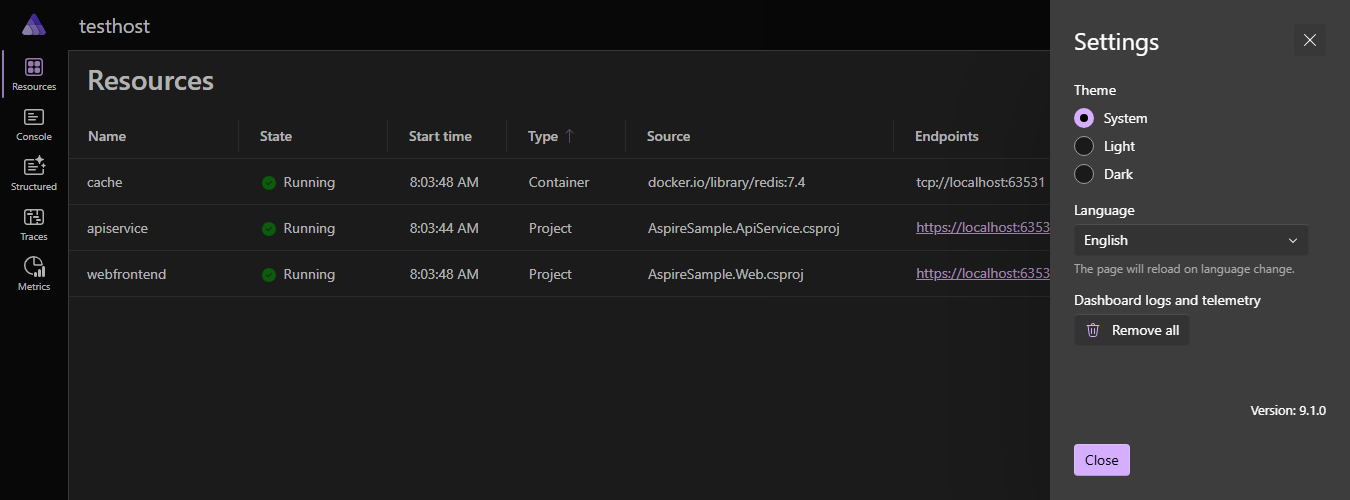 testhost
Resources
Console
Structured
Traces
Metrics
Resources
Name State Start time Type Source Endpoints
cache Running 8:03:48 AM Container docker.io/library/redis:7.4 tcp://localhost:63531
apiservice Running 8:03:44 AM Project AspireSample.ApiService.csproj https://localhost:6353
webfrontend Running 8:03:48 AM Project AspireSample.Web.csproj https://localhost:6353
Settings
Theme
System
Light
Dark
Language
English
The page will reload on language change.
Dashboard logs and telemetry
Remove all
Version: 9.1.0
Close